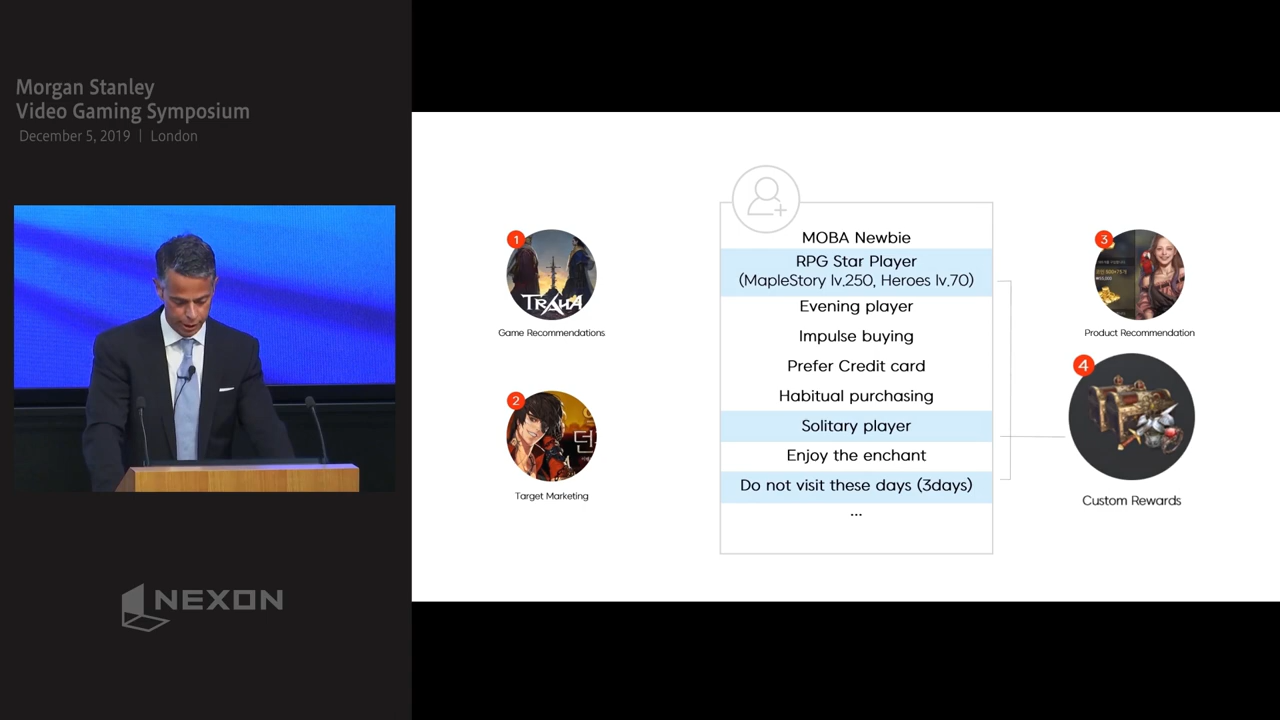 Morgan Stanley
Video Gaming Symposium
December 5, 2019 | London
NEXON
1
TRAHA
Game Recommendations
2
던
Target Marketing
MOBA Newbie
RPG Star Player
(MapleStory lv.250, Heroes lv.70)
Evening player
Impulse buying
Prefer Credit card
Habitual purchasing
Solitary player
Enjoy the enchant
Do not visit these days (3days)
...
3
Product Recommendation
4
Custom Rewards